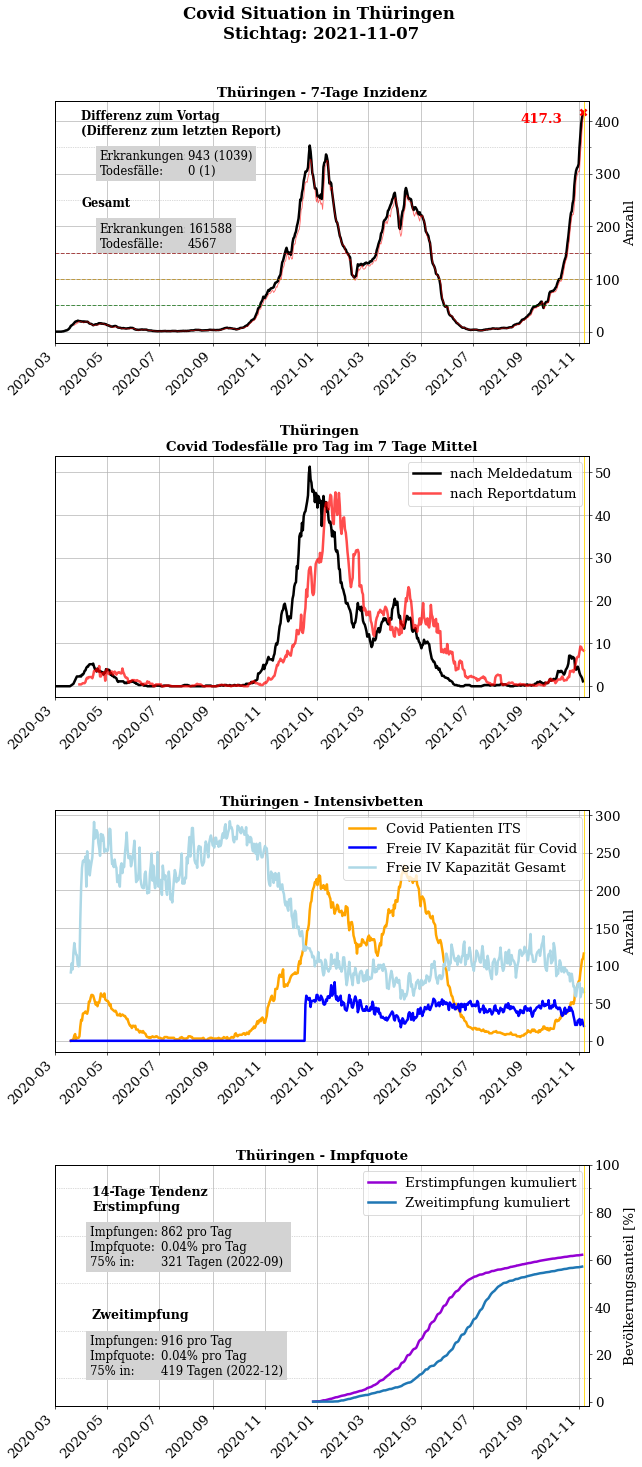 Covid Situation in Thüringen
Stichtag: 2021-11-07
Thüringen - 7-Tage Inzidenz
Differenz zum Vortag
(Differenz zum letzten Report)
Erkrankungen 943 (1039)
Todesfälle: 0 (1)
Gesamt
Erkrankungen 161588
Todesfälle: 4567
417.3
400
300
200
100
0
Anzahl
2020-03
2020-05
2020-07
2020-09
2020-11
2021-01
2021-03
2021-05
2021-07
2021-09
2021-11
Thüringen
Covid Todesfälle pro Tag im 7 Tage Mittel
nach Meldedatum
nach Reportdatum
50
40
30
20
10
0
2020-03
2020-05
2020-07
2020-09
2020-11
2021-01
2021-03
2021-05
2021-07
2021-09
2021-11
Thüringen - Intensivbetten
Covid Patienten ITS
Freie IV Kapazität für Covid
Freie IV Kapazität Gesamt
300
250
200
150
100
50
0
Anzahl
2020-03
2020-05
2020-07
2020-09
2020-11
2021-01
2021-03
2021-05
2021-07
2021-09
2021-11
Thüringen - Impfquote
14-Tage Tendenz
Erstimpfung
Impfungen: 862 pro Tag
Impfquote: 0.04% pro Tag
75% in: 321 Tagen (2022-09)
Zweitimpfung
Impfungen: 916 pro Tag
Impfquote: 0.04% pro Tag
75% in: 419 Tagen (2022-12)
Erstimpfungen kumuliert
Zweitimpfung kumuliert
100
80
60
40
20
0
Bevölkerungsanteil [%]
2020-03
2020-05
2020-07
2020-09
2020-11
2021-01
2021-03
2021-05
2021-07
2021-09
2021-11